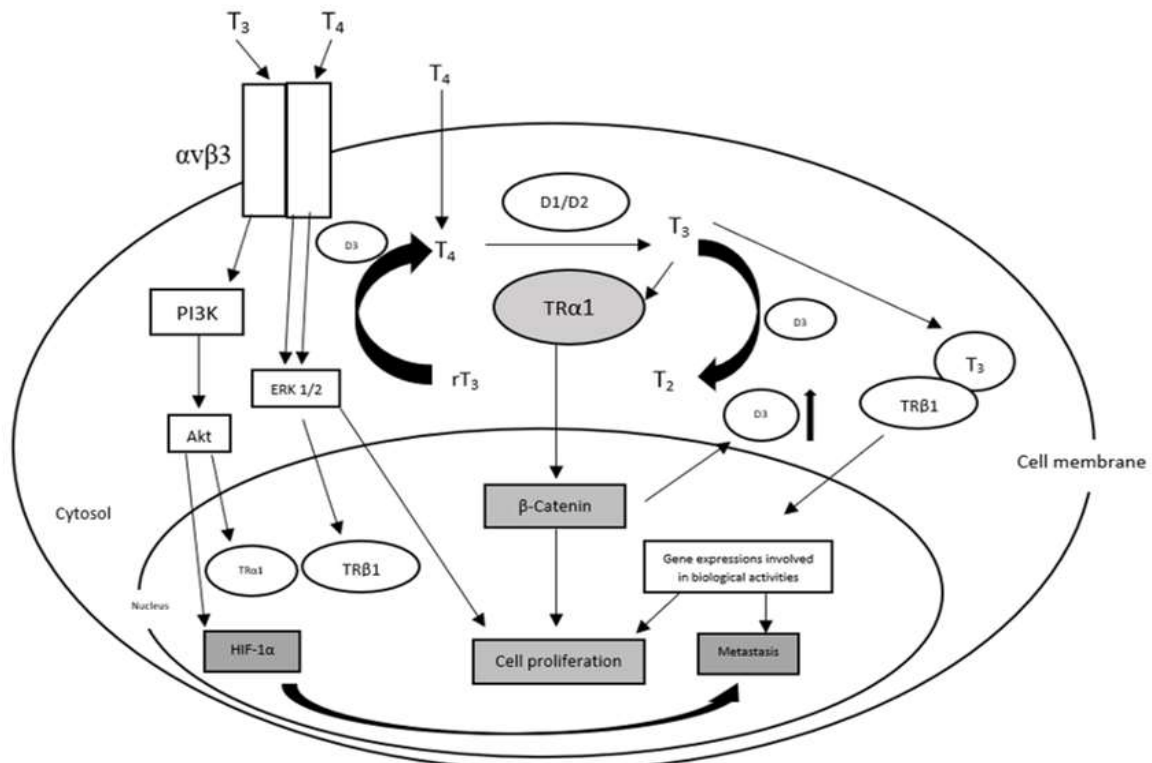 T3
T4
T4
αvβ3
D1/D2
D3
T4
T3
TRα1
PI3K
D3
T3
ERK 1/2
rT3
T2
TRβ1
D3
Akt
Cell membrane
β-Catenin
Cytosol
Gene expressions involved
in biological activities
TRα1
TRβ1
Nucleus
HIF-1α
Cell proliferation
Metastasis